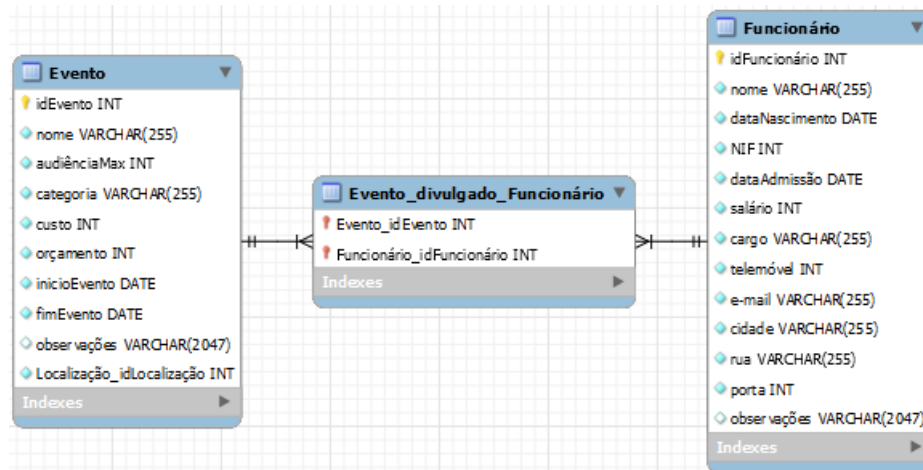 Evento
idEvento INT
nome VARCHAR(255)
audiênciaMax INT
categoria VARCHAR(255)
custo INT
orçamento INT
inicioEvento DATE
fimEvento DATE
observações VARCHAR(2047)
Localização_idLocalização INT
Indexes
Evento_divulgado_Funcionário
Evento_idEvento INT
Funcionário_idFuncionário INT
Indexes
Funcionário
idFuncionário INT
nome VARCHAR(255)
dataNascimento DATE
NIF INT
dataAdmissão DATE
salário INT
cargo VARCHAR(255)
telemóvel INT
e-mail VARCHAR(255)
cidade VARCHAR(255)
rua VARCHAR(255)
porta INT
observações VARCHAR(2047)
Indexes